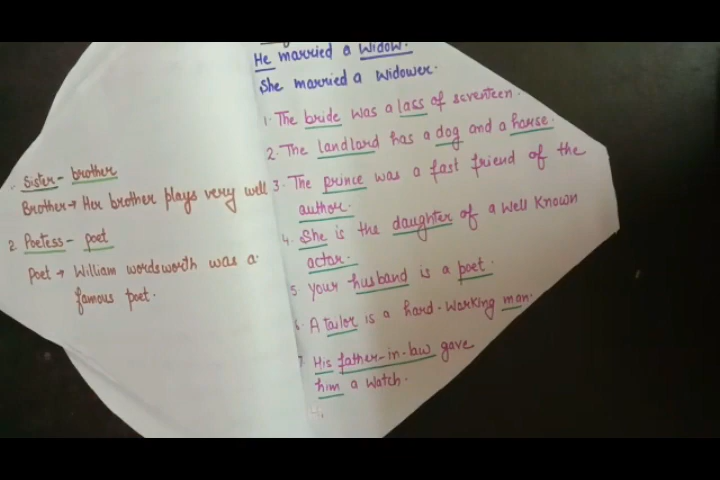 Sister - brother
Brother → Her brother plays very well
2. Poetess - poet
Poet → William wordsworth was a
famous poet.
He married a Widow.
She married a Widower.
1. The bride was a lass of seventeen.
2. The landlord has a dog and a horse.
3. The prince was a fast friend of the
author.
4. She is the daughter of a well known
actor.
5. Your husband is a poet.
6. A tailor is a hard-working man.
7. His father-in-law gave
him a watch.